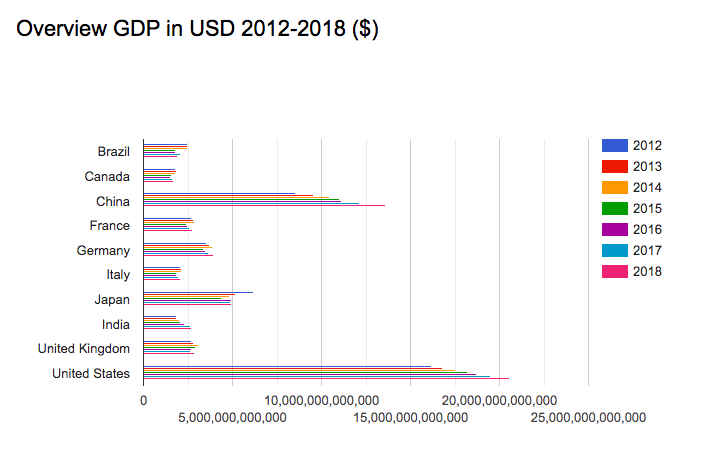 Overview GDP in USD 2012-2018 ($)
Brazil
Canada
China
France
Germany
Italy
Japan
India
United Kingdom
United States
2012
2013
2014
2015
2016
2017
2018
0
10,000,000,000,000
20,000,000,000,000
5,000,000,000,000
15,000,000,000,000
25,000,000,000,000